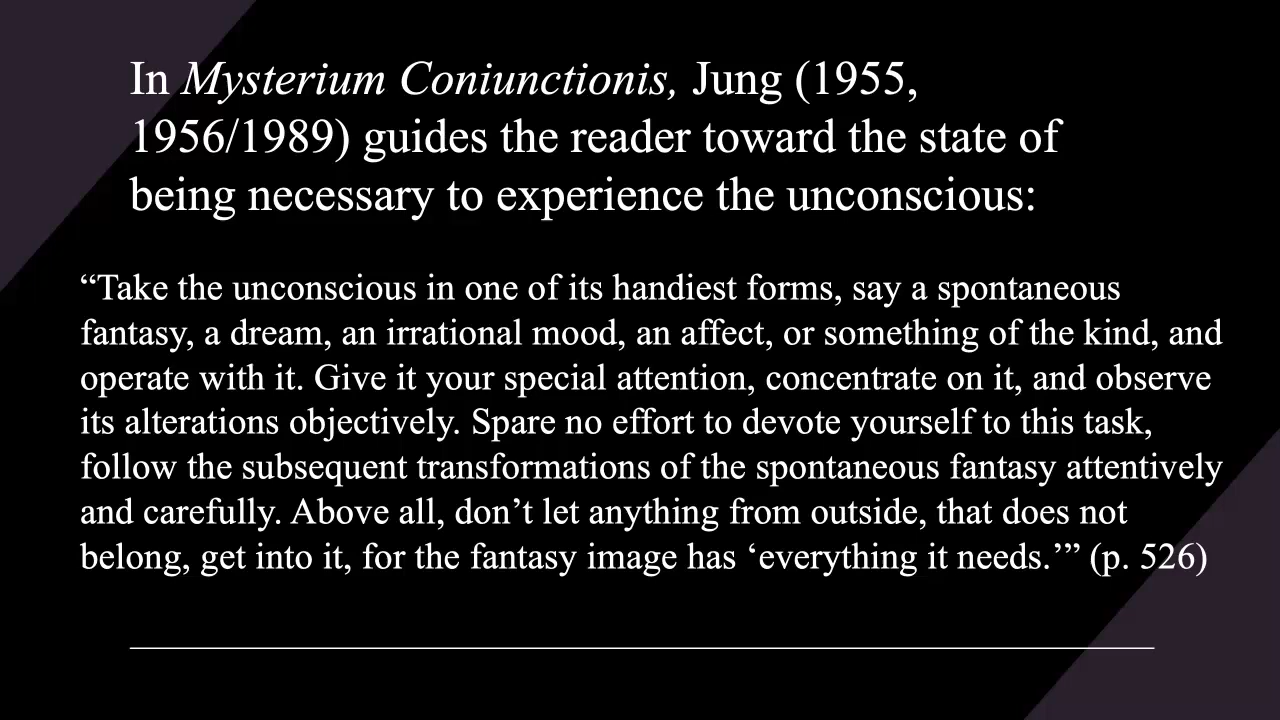 In Mysterium Coniunctionis, Jung (1955,
1956/1989) guides the reader toward the state of
being necessary to experience the unconscious:
“Take the unconscious in one of its handiest forms, say a spontaneous
fantasy, a dream, an irrational mood, an affect, or something of the kind, and
operate with it. Give it your special attention, concentrate on it, and observe
its alterations objectively. Spare no effort to devote yourself to this task,
follow the subsequent transformations of the spontaneous fantasy attentively
and carefully. Above all, don’t let anything from outside, that does not
belong, get into it, for the fantasy image has ‘everything it needs.’” (p. 526)